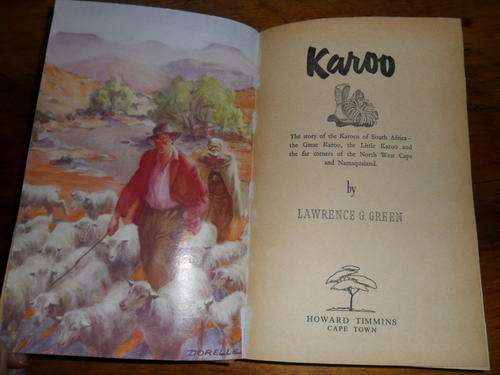 DORELLE
Karoo
The story of the Karoos of South Africa—
the Great Karoo, the Little Karoo and
the far corners of the North West Cape
and Namaqualand.
by
LAWRENCE G. GREEN
HOWARD TIMMINS
CAPE TOWN